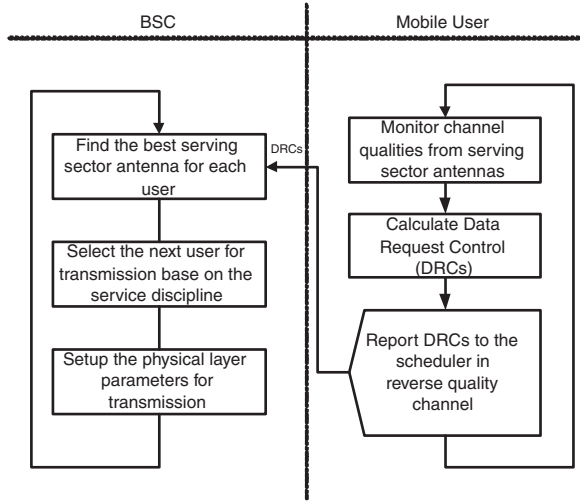 BSC
Mobile User
Find the best serving
sector antenna for each
user
DRCs
Select the next user for
transmission base on the
service discipline
Setup the physical layer
parameters for
transmission
Monitor channel
qualities from serving
sector antennas
Calculate Data
Request Control
(DRCs)
Report DRCs to the
scheduler in
reverse quality
channel